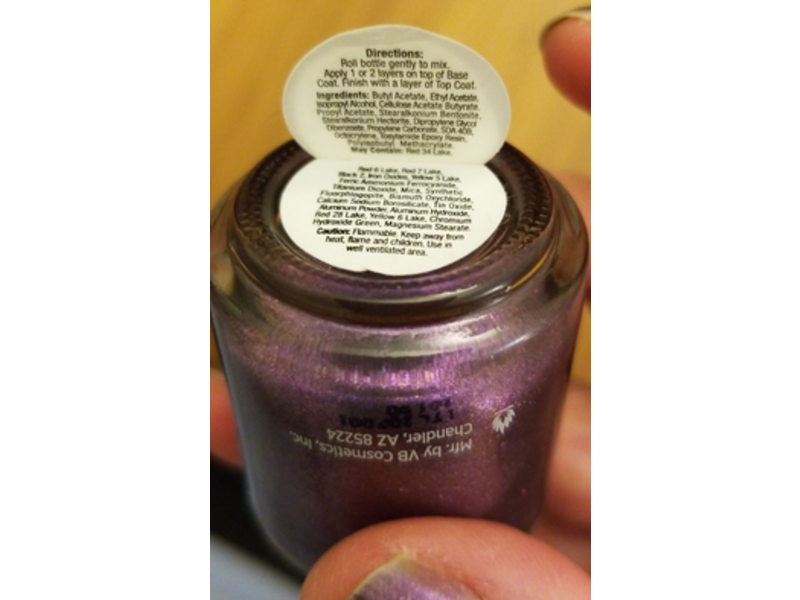 Directions:
Roll bottle gently to mix.
Apply 1 or 2 layers on top of Base
Coat. Finish with a layer of Top Coat.
Ingredients: Butyl Acetate, Ethyl Acetate,
Isopropyl Alcohol, Cellulose Acetate Butyrate,
Propyl Acetate, Stearalkonium Bentonite,
Stearalkonium Hectorite, Dipropylene Glycol
Dibenzoate, Propylene Carbonate, SDA 40B,
Octocrylene, Tosylamide Epoxy Resin,
Polyisobutyl Methacrylate.
May Contain: Red 34 Lake,
Red 6 Lake, Red 7 Lake,
Black 2, Iron Oxides, Yellow 5 Lake,
Ferric Ammonium Ferrocyanide,
Titanium Dioxide, Mica, Synthetic
Fluorphlogopite, Bismuth Oxychloride,
Calcium Sodium Borosilicate, Tin Oxide,
Aluminum Powder, Aluminum Hydroxide,
Red 28 Lake, Yellow 6 Lake, Chromium
Hydroxide Green, Magnesium Stearate.
Caution: Flammable. Keep away from
heat, flame and children. Use in
well ventilated area.
Mfr. by VB Cosmetics, Inc.
Chandler, AZ 85224